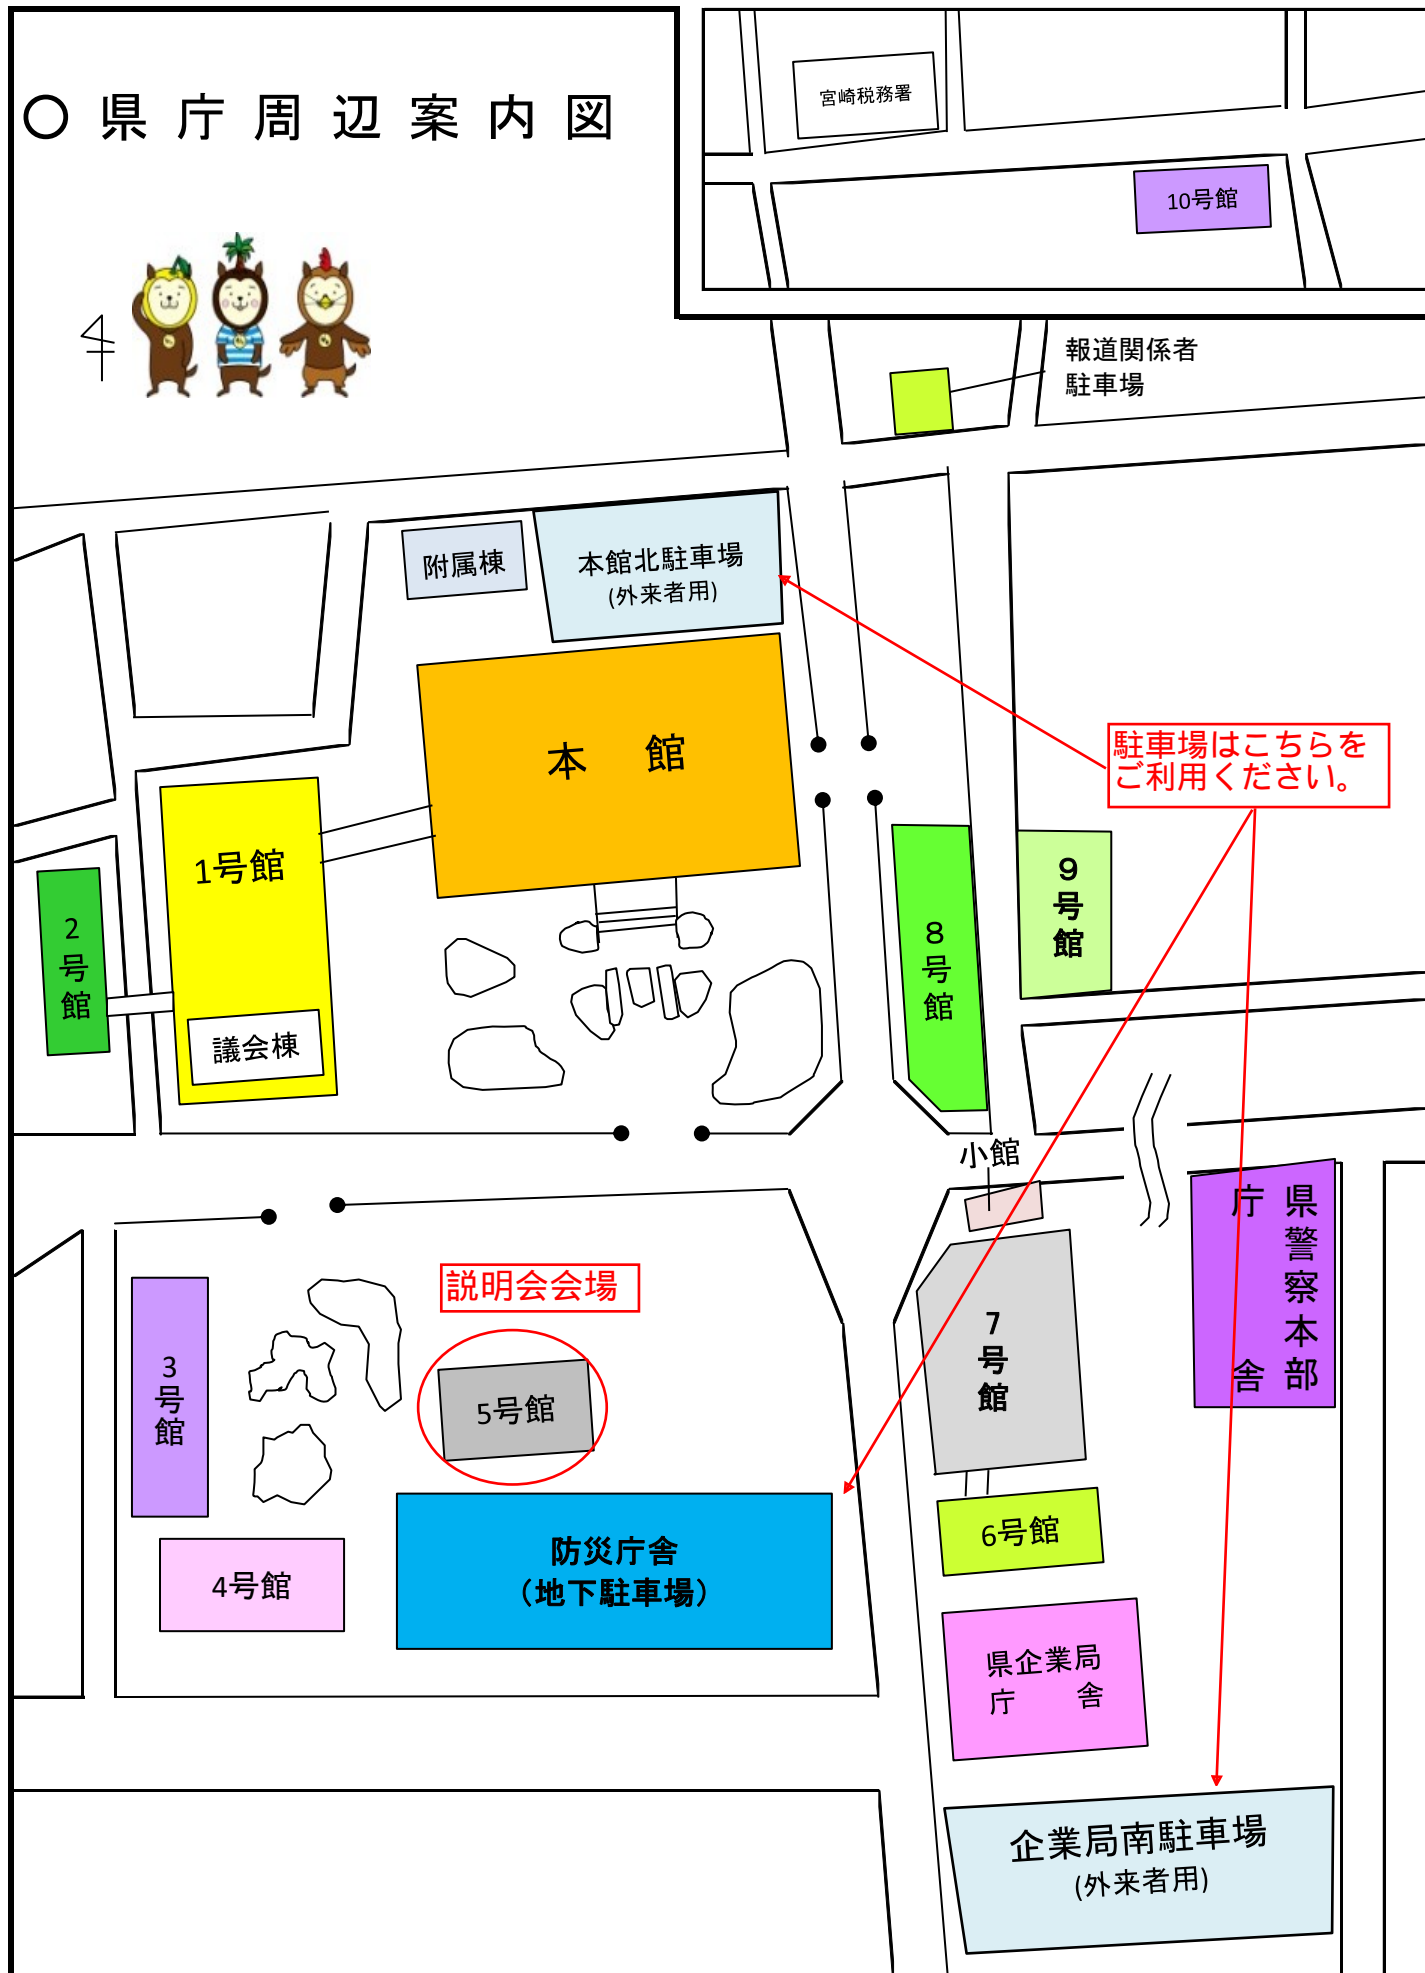 ○県庁周辺案内図
宮崎税務署
10号館
報道関係者
駐車場
附属棟
本館北駐車場
(外来者用)
本館
駐車場はこちらを
ご利用ください。
1号館
議会棟
2号館
8号館
9号館
小館
県警察本部
庁舎
説明会会場
3号館
5号館
7号館
防災庁舎
（地下駐車場）
4号館
6号館
県企業局
庁舎
企業局南駐車場
(外来者用)